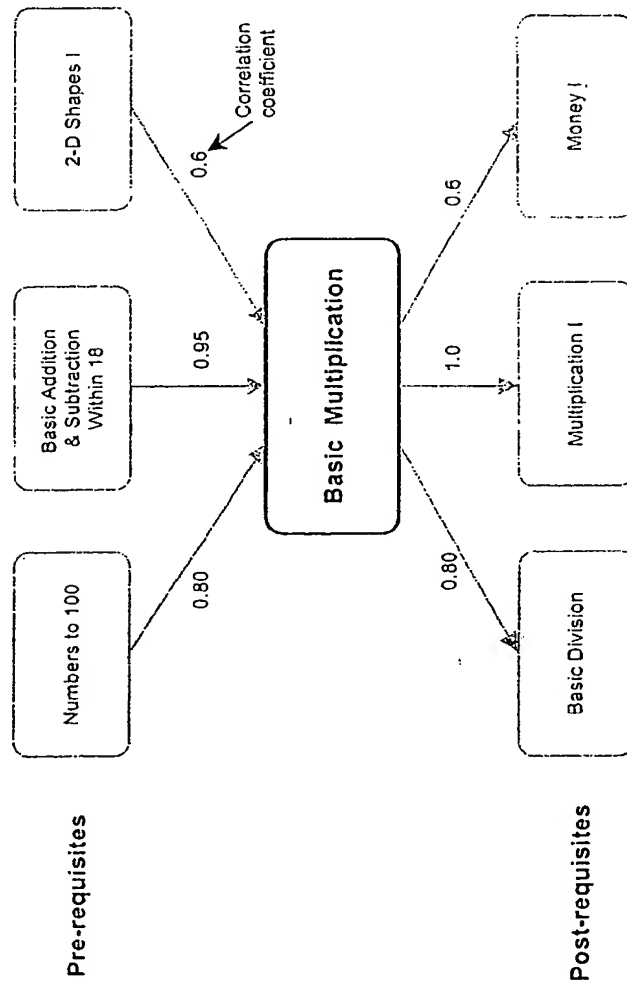 Pre-requisites
Numbers to 100
Basic Addition
& Subtraction
Within 18
2-D Shapes I
0.80
0.95
0.6
Correlation
coefficient
Basic Multiplication
0.80
1.0
0.6
Post-requisites
Basic Division
Multiplication I
Money I